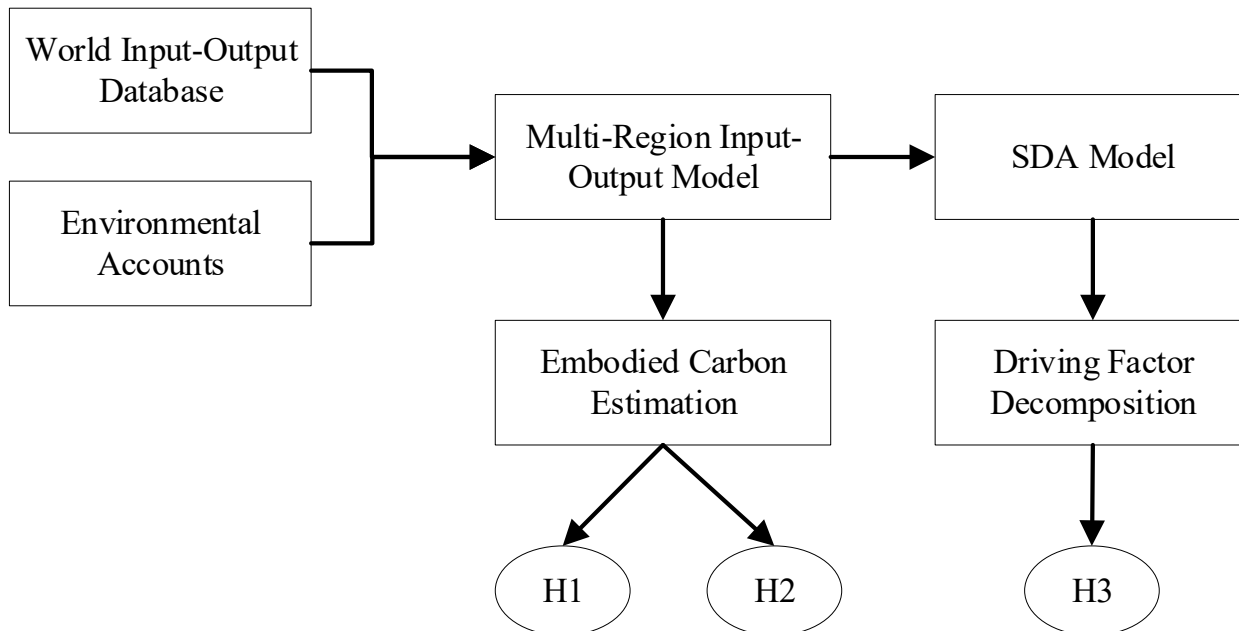 World Input-Output
Database
Environmental
Accounts
Multi-Region Input-
Output Model
SDA Model
Embodied Carbon
Estimation
Driving Factor
Decomposition
H1
H2
H3